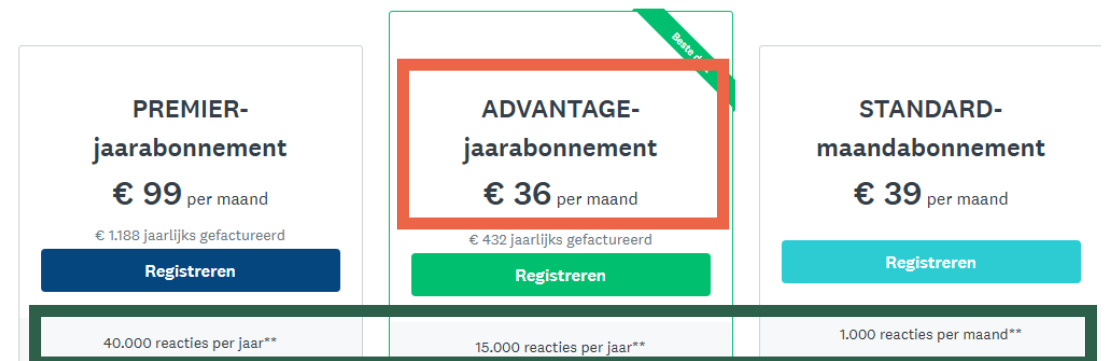 PREMIER-
jaarabonnement
€ 99 per maand
€ 1.188 jaarlijks gefactureerd
Registreren
40.000 reacties per jaar**
Beste
ADVANTAGE-
jaarabonnement
€ 36 per maand
€ 432 jaarlijks gefactureerd
Registreren
15.000 reacties per jaar**
STANDARD-
maandabonnement
€ 39 per maand
Registreren
1.000 reacties per maand**